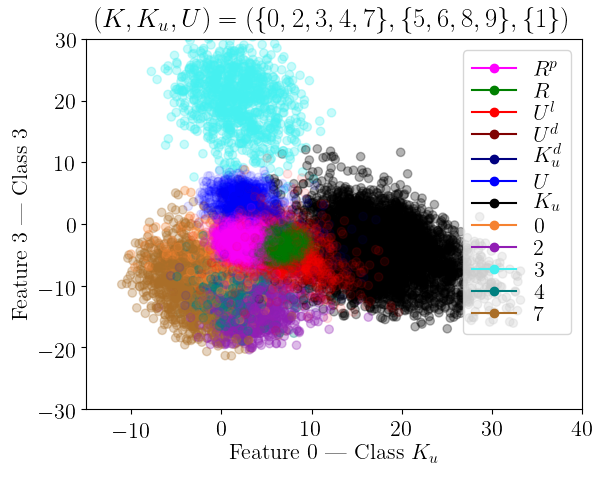 (K, K_u, U) = ({0, 2, 3, 4, 7}, {5, 6, 8, 9}, {1})
30
20
10
0
−10
−20
−30
Feature 3 — Class 3
−10 0 10 20 30 40
Feature 0 — Class K_u
R^p
R
U^l
U^d
K_u^d
U
K_u
0
2
3
4
7